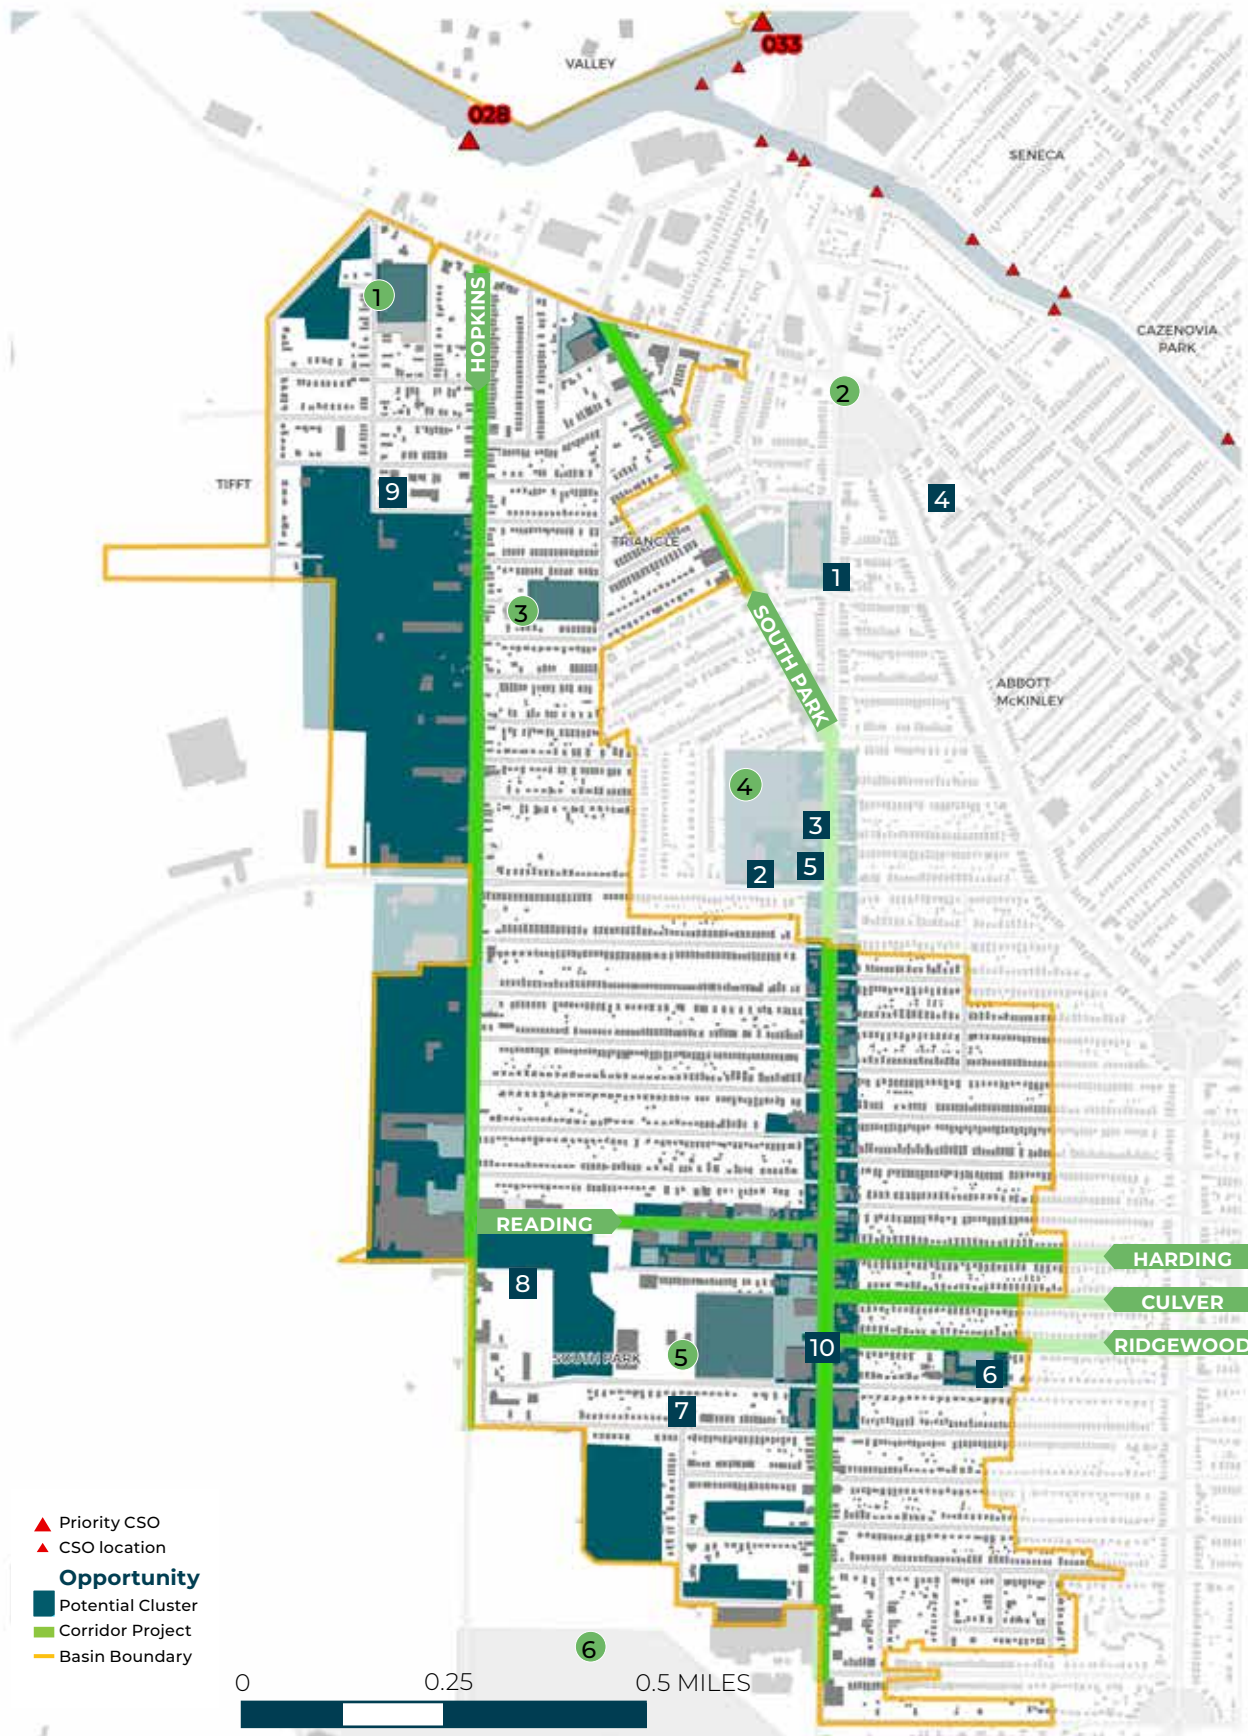 033
VALLEY
028
SENECA
CAZENOVIA
PARK
HOPKINS
1
2
TIFFT
9
4
TRIANGLE
1
3
SOUTH PARK
ABBOTT
McKINLEY
4
3
5
2
READING
HARDING
8
CULVER
10
RIDGEWOOD
5
SOUTH PARK
6
7
Priority CSO
CSO location
Opportunity
Potential Cluster
Corridor Project
Basin Boundary
6
0 0.25 0.5 MILES